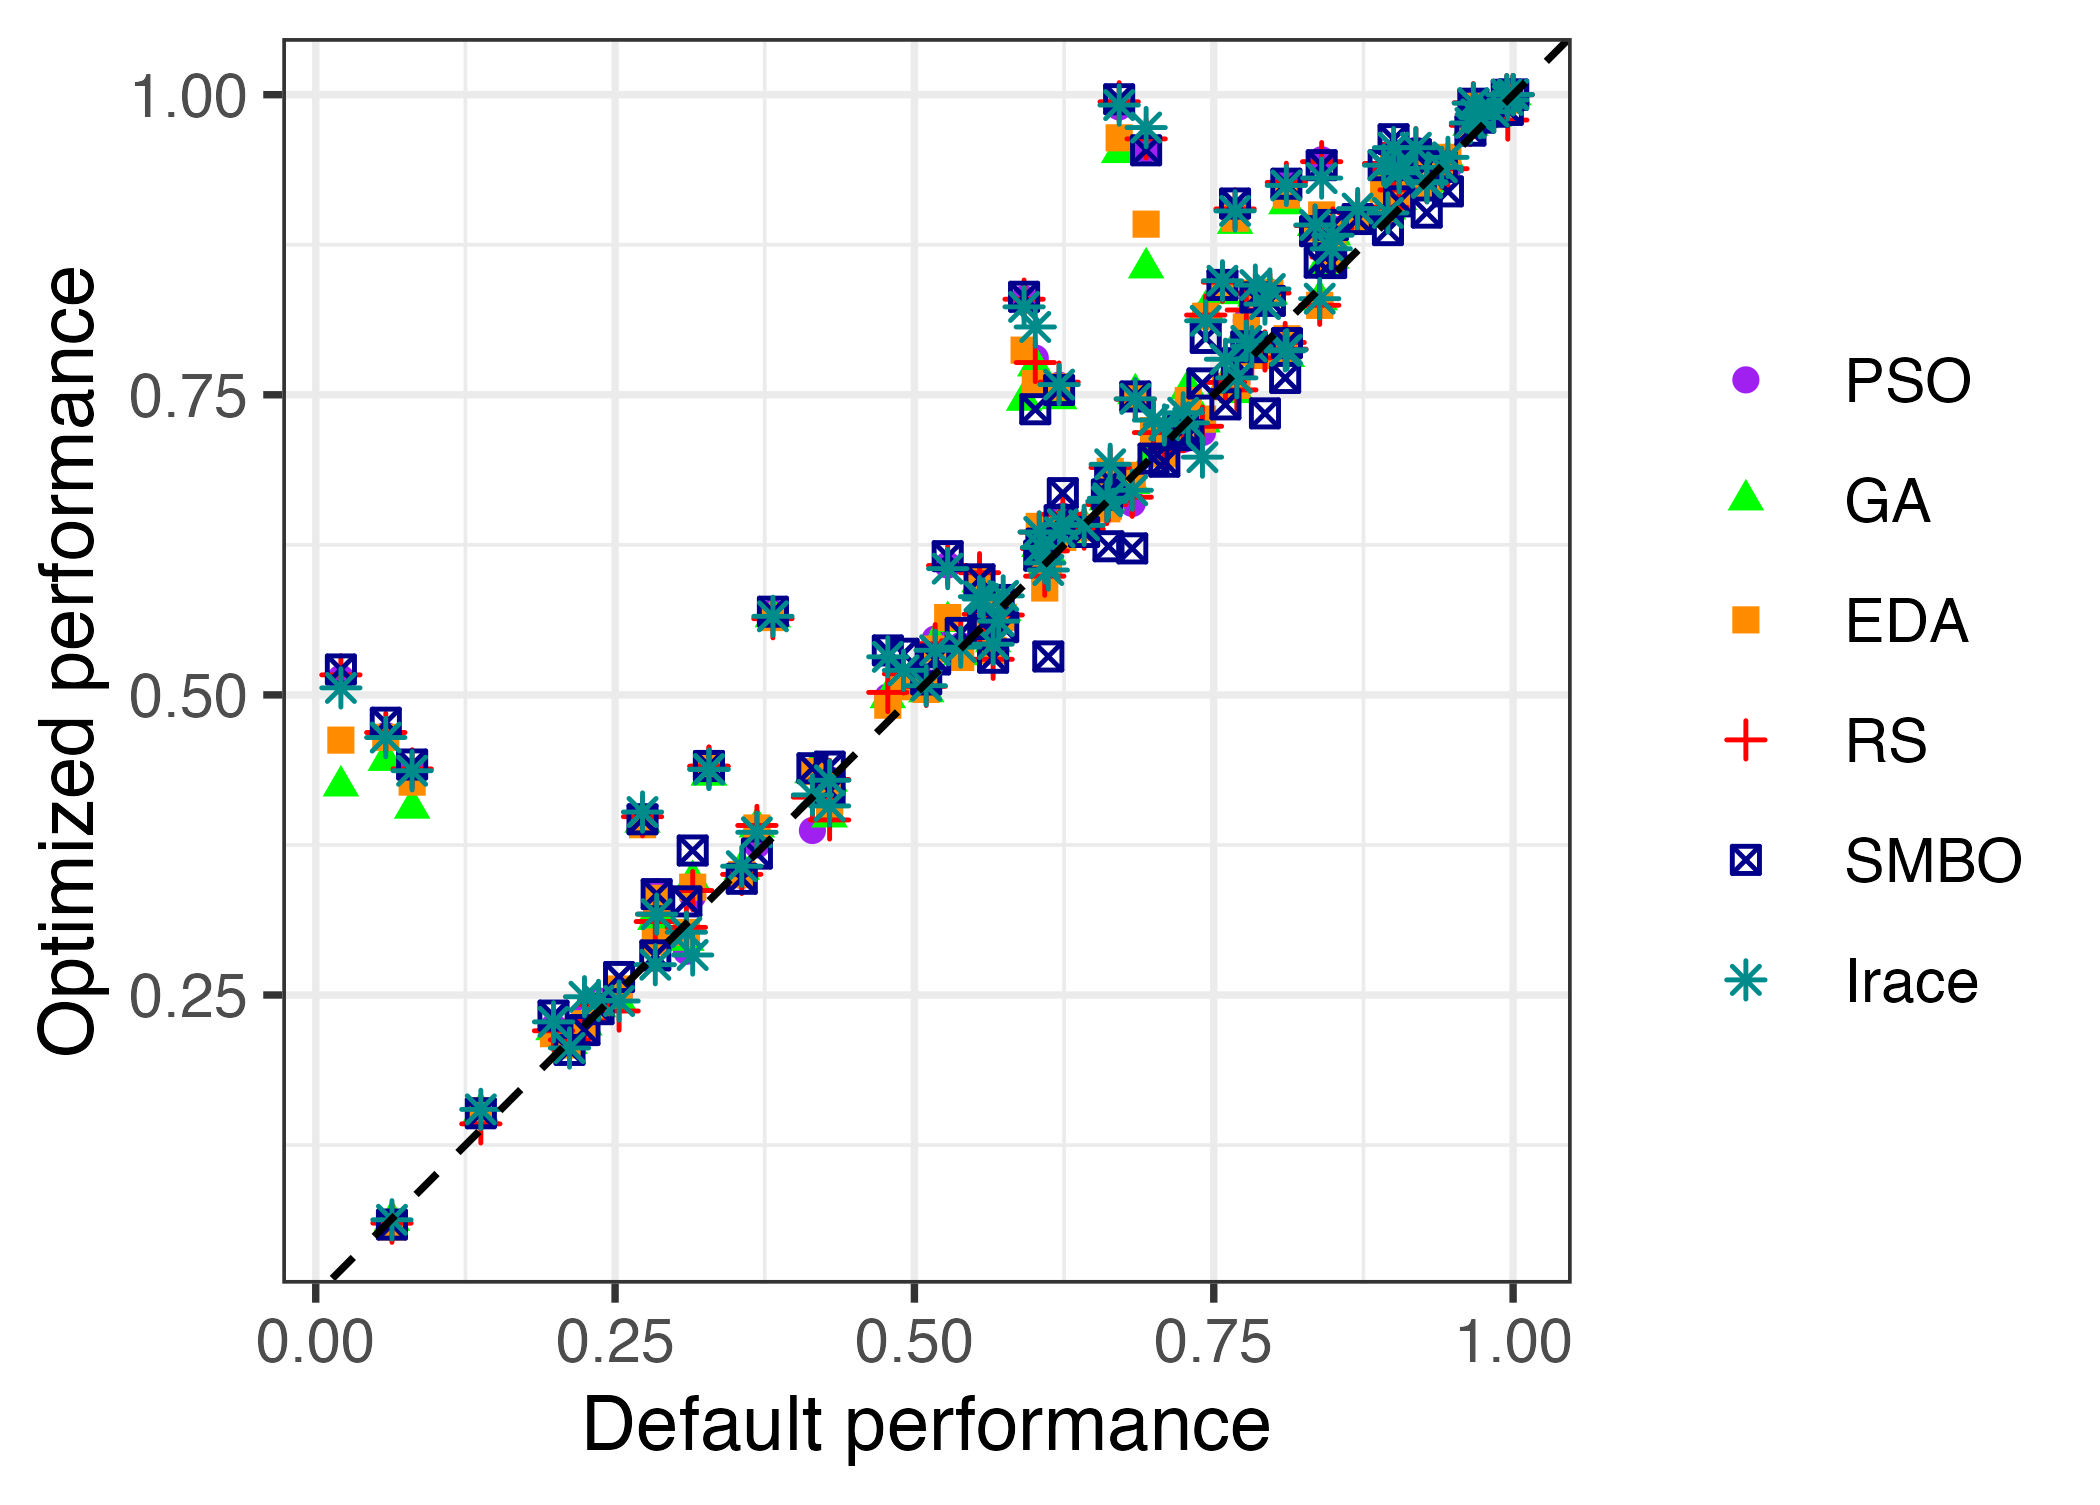 Optimized performance
1.00
0.75
0.50
0.25
0.00 0.25 0.50 0.75 1.00
Default performance
PSO
GA
EDA
RS
SMBO
Irace